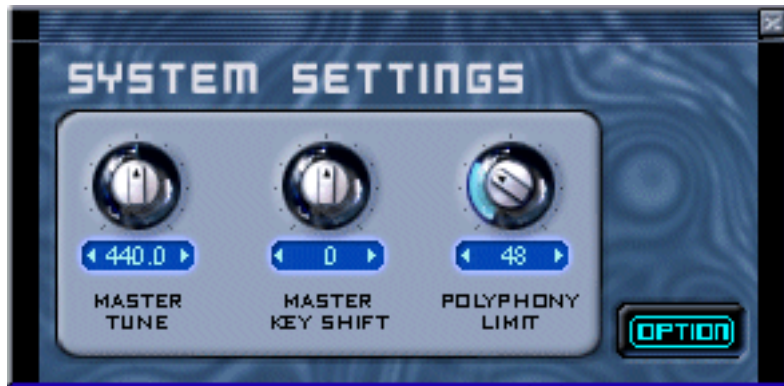 SYSTEM SETTINGS
440.0
0
48
MASTER TUNE
MASTER KEY SHIFT
POLYPHONY LIMIT
OPTION